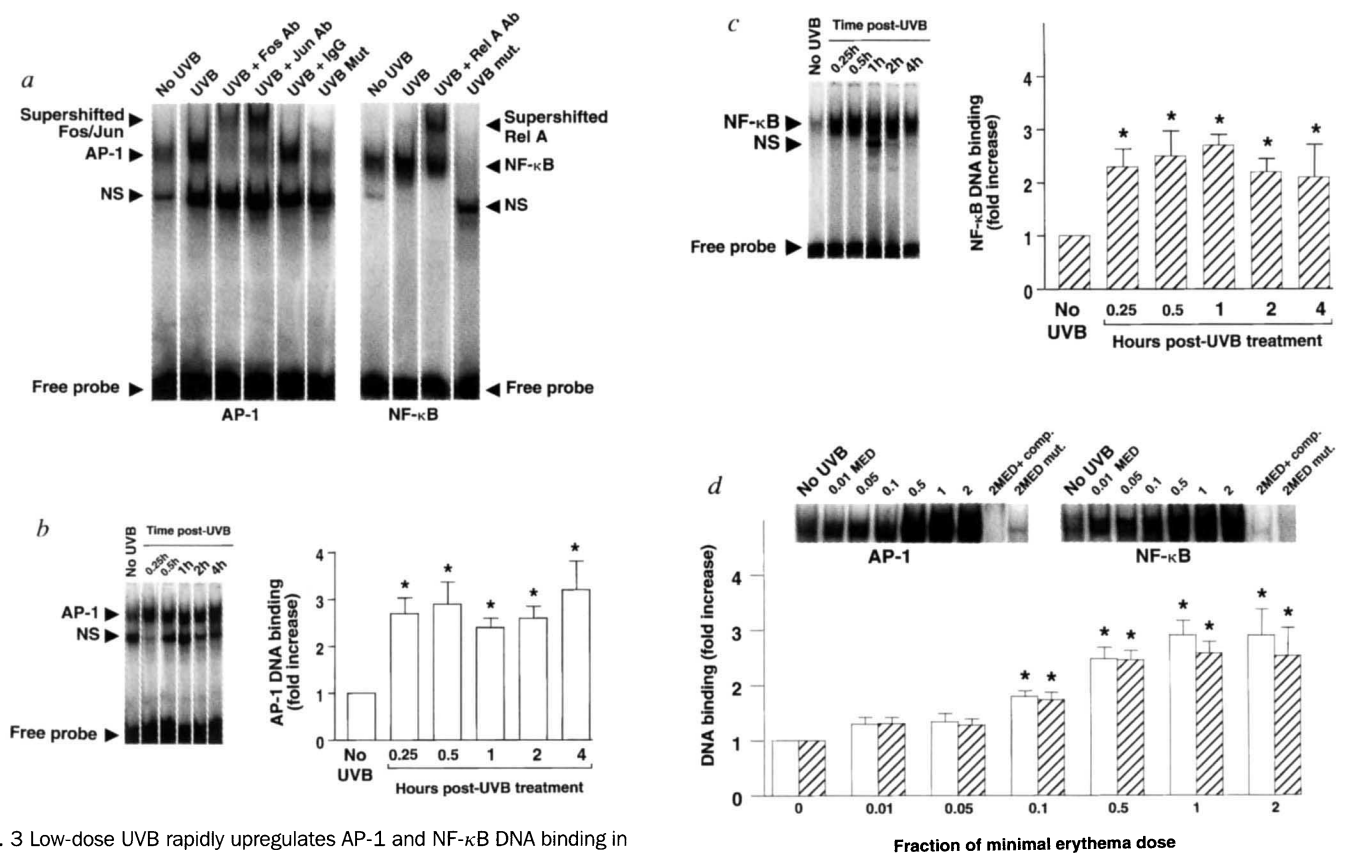 a
No UVB
UVB
UVB + Fos Ab
UVB + Jun Ab
UVB + IgG
UVB Mut
No UVB
UVB
UVB + Rel A Ab
UVB mut.
Supershifted
Fos/Jun
AP-1
NS
Free probe
Supershifted
Rel A
NF-κB
NS
Free probe
AP-1
NF-κB
b
No UVB
Time post-UVB
0.25h
0.5h
1h
2h
4h
AP-1
NS
Free probe
AP-1 DNA binding
(fold increase)
4
3
2
1
0
* * * * *
No
UVB
0.25 0.5 1 2 4
Hours post-UVB treatment
c
No UVB
Time post-UVB
0.25h
0.5h
1h
2h
4h
NF-κB
NS
Free probe
NF-κB DNA binding
(fold increase)
4
3
2
1
0
* * * * *
No
UVB
0.25 0.5 1 2 4
Hours post-UVB treatment
d
No UVB
0.01 MED
0.05
0.1
0.5
1
2
2MED+ comp.
2MED mut.
No UVB
0.01 MED
0.05
0.1
0.5
1
2
2MED+ comp.
2MED mut.
AP-1
NF-κB
DNA binding (fold increase)
4
3
2
1
0
* * * * * * * *
0 0.01 0.05 0.1 0.5 1 2
Fraction of minimal erythema dose
. 3 Low-dose UVB rapidly upregulates AP-1 and NF-κB DNA binding in